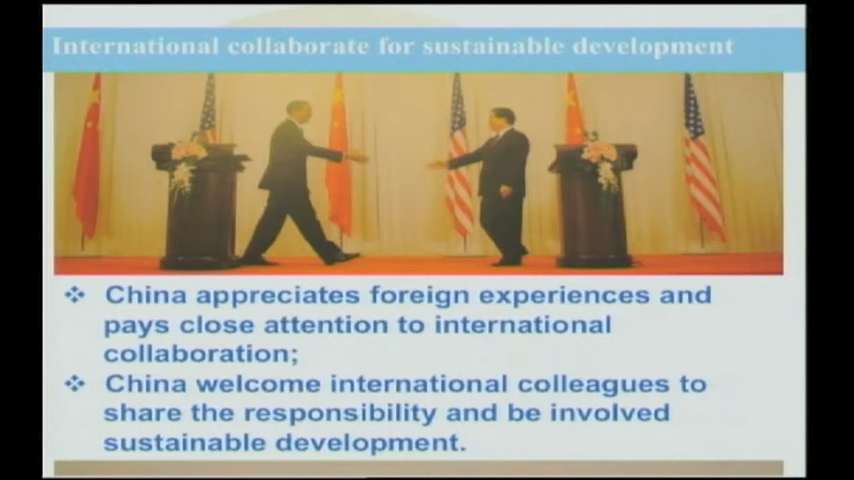 International collaborate for sustainable development
China appreciates foreign experiences and
pays close attention to international
collaboration;
China welcome international colleagues to
share the responsibility and be involved
sustainable development.